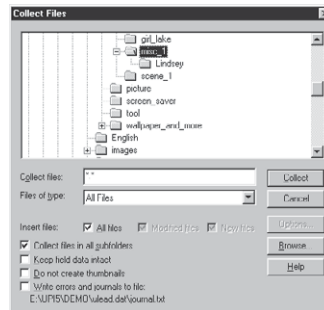 Collect Files
girl_lake
misc_1
Lindsey
scene_1
picture
screen_saver
tool
wallpaper_and_more
English
images
Collect files: *.*
Collect
Files of type: All Files
Cancel
Insert files: All files Modified files New files
Options...
Collect files in all subfolders
Browse...
Keep field data intact
Do not create thumbnails
Help
Write errors and journals to file:
E:\UPI5\DEMO\ulead.dat\journal.txt